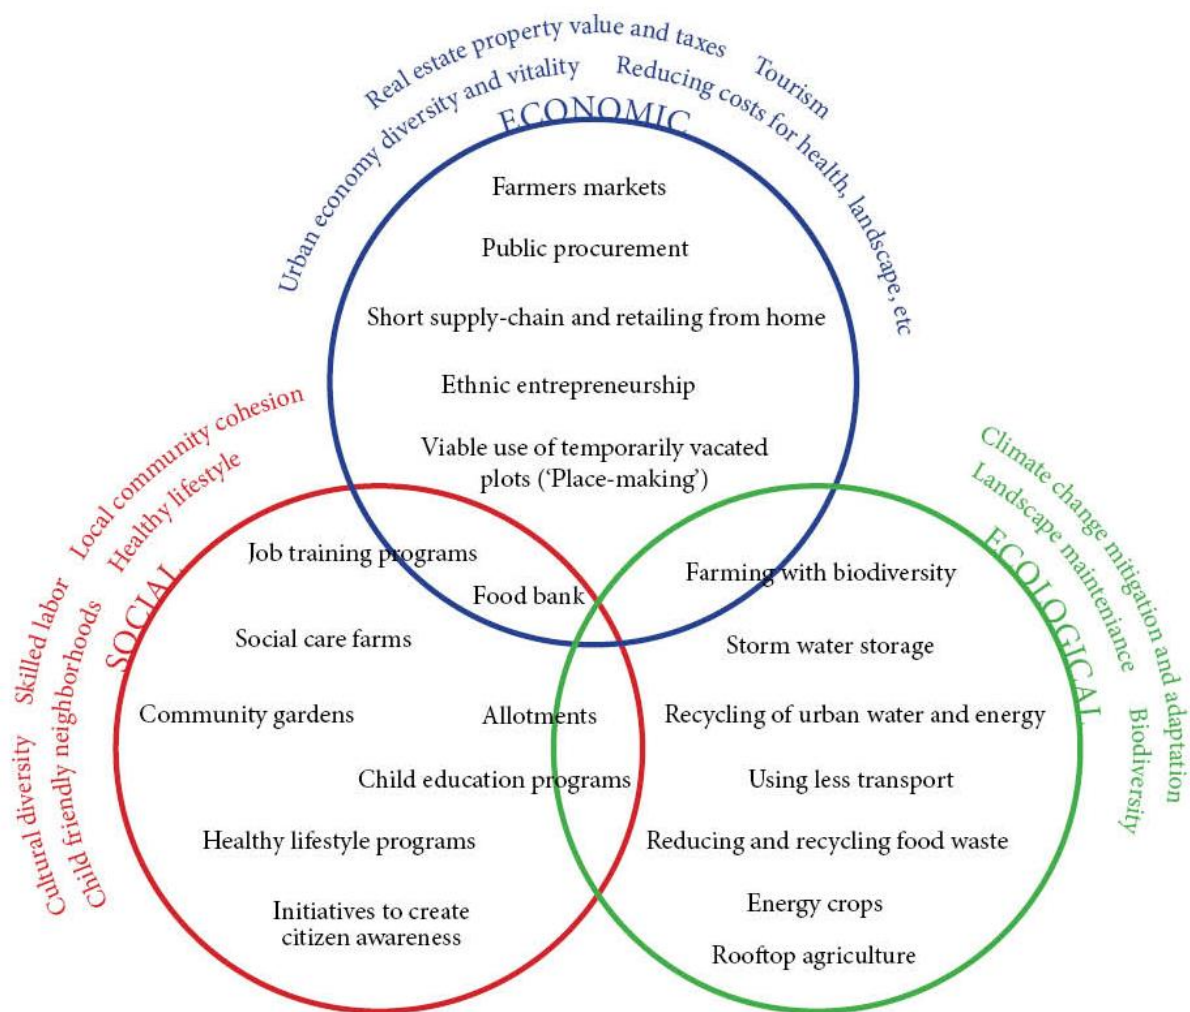 Real estate property value and taxes
Tourism
Urban economy diversity and vitality
Reducing costs for health, landscape, etc
ECONOMIC
Farmers markets
Public procurement
Short supply-chain and retailing from home
Ethnic entrepreneurship
Viable use of temporarily vacated
plots (‘Place-making’)
Local community cohesion
Healthy lifestyle
Skilled labor
Child friendly neighborhoods
Cultural diversity
SOCIAL
Job training programs
Food bank
Social care farms
Community gardens
Allotments
Child education programs
Healthy lifestyle programs
Initiatives to create
citizen awareness
Climate change mitigation and adaptation
Landscape mainteniance
Biodiversity
ECOLOGICAL
Farming with biodiversity
Storm water storage
Recycling of urban water and energy
Using less transport
Reducing and recycling food waste
Energy crops
Rooftop agriculture